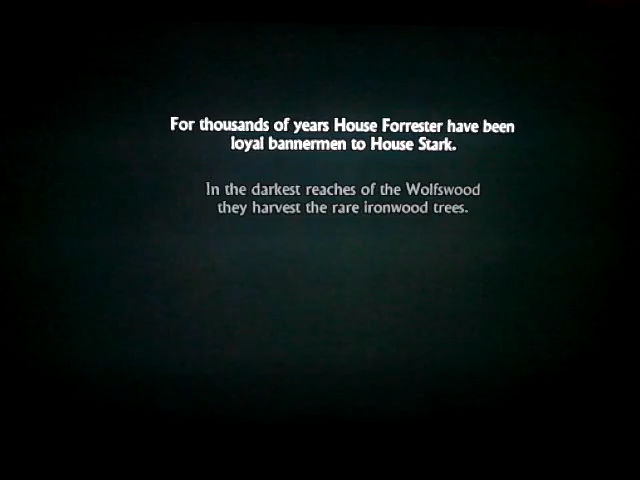 For thousands of years House Forrester have been
loyal bannermen to House Stark.
In the darkest reaches of the Wolfswood
they harvest the rare ironwood trees.